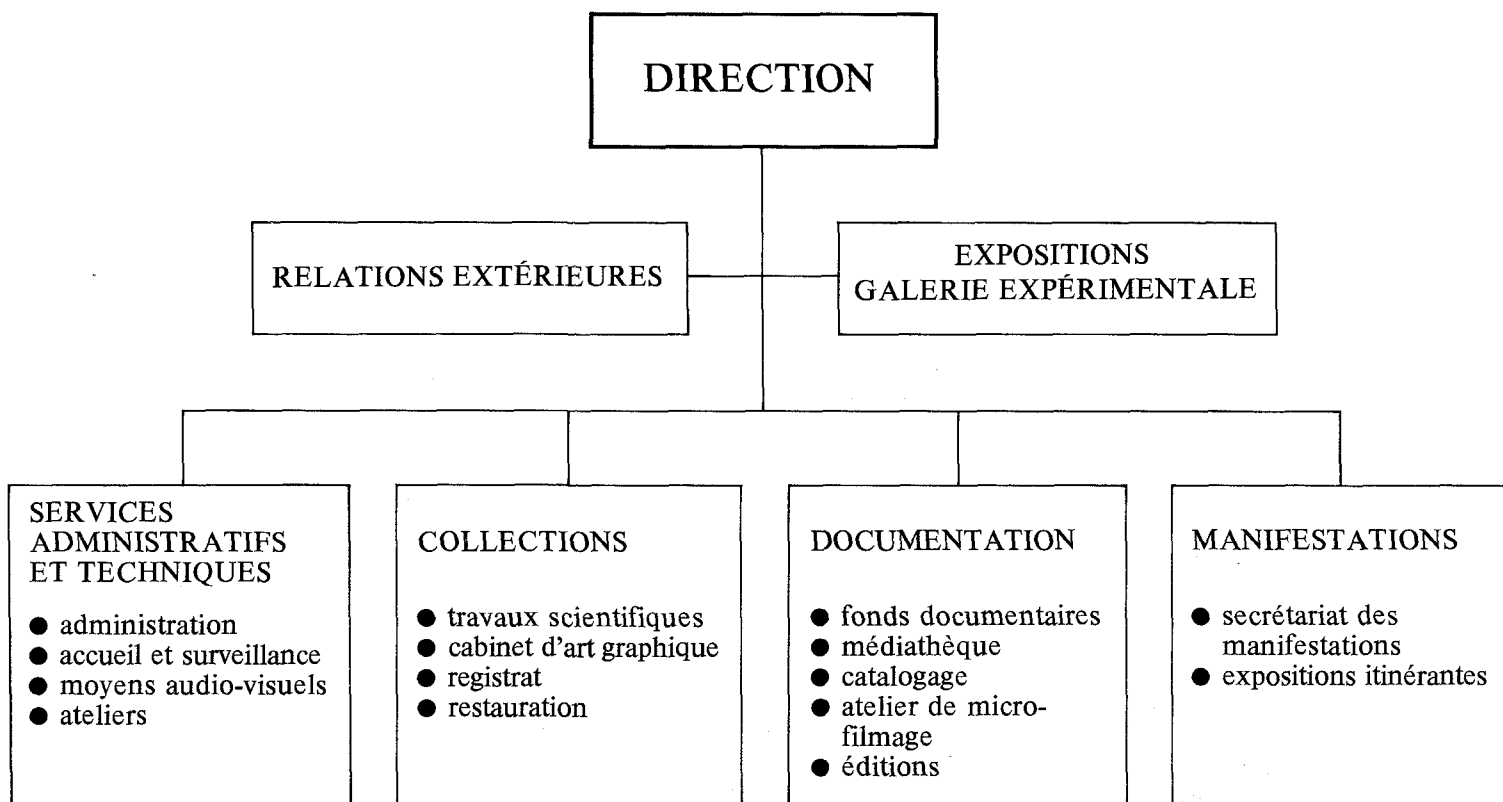 DIRECTION
RELATIONS EXTÉRIEURES
EXPOSITIONS
GALERIE EXPÉRIMENTALE
SERVICES
ADMINISTRATIFS
ET TECHNIQUES
● administration
● accueil et surveillance
● moyens audio-visuels
● ateliers
COLLECTIONS
● travaux scientifiques
● cabinet d'art graphique
● registrat
● restauration
DOCUMENTATION
● fonds documentaires
● médiathèque
● catalogage
● atelier de micro-
filmage
● éditions
MANIFESTATIONS
● secrétariat des
manifestations
● expositions itinérantes